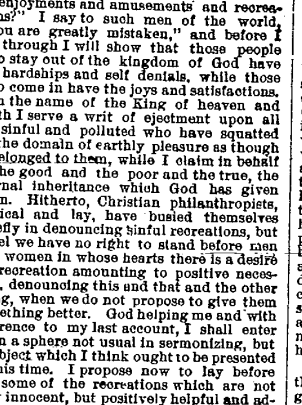 enjoyments and amusements and recrea-
I say to such men of the world,
you are greatly mistaken," and before I
through I will show that those people
stay out of the kingdom of God have
hardships and self denials, while those
come in have the joys and satisfactions.
the name of the King of heaven and
I serve a writ of ejectment upon all
sinful and polluted who have squatted
the domain of earthly pleasure as though
belonged to them, while I claim in behalf
the good and the poor and the true, the
nal inheritance which God has given
Hitherto, Christian philanthropists,
ical and lay, have busied themselves
efly in denouncing sinful recreations, but
el we have no right to stand before men
women in whose hearts there is a desire
recreation amounting to positive neces-
, denouncing this and that and the other
g, when we do not propose to give them
ething better. God helping me and with
rence to my last account, I shall enter
n a sphere not usual in sermonizing, but
bject which I think ought to be presented
his time. I propose now to lay before
some of the recreations which are not
innocent, but positively helpful and ad-